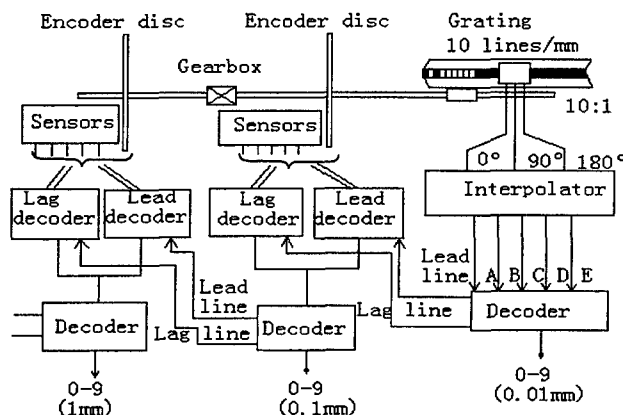 Encoder disc
Encoder disc
Grating
10 lines/mm
Gearbox
10:1
Sensors
Sensors
0° 90° 180°
Interpolator
Lag decoder
Lead decoder
Lag decoder
Lead decoder
Lead line
A B C D E
Lead line
Lag line
Lag line
Decoder
Decoder
Decoder
0-9
(1mm)
0-9
(0.1mm)
0-9
(0.01mm)